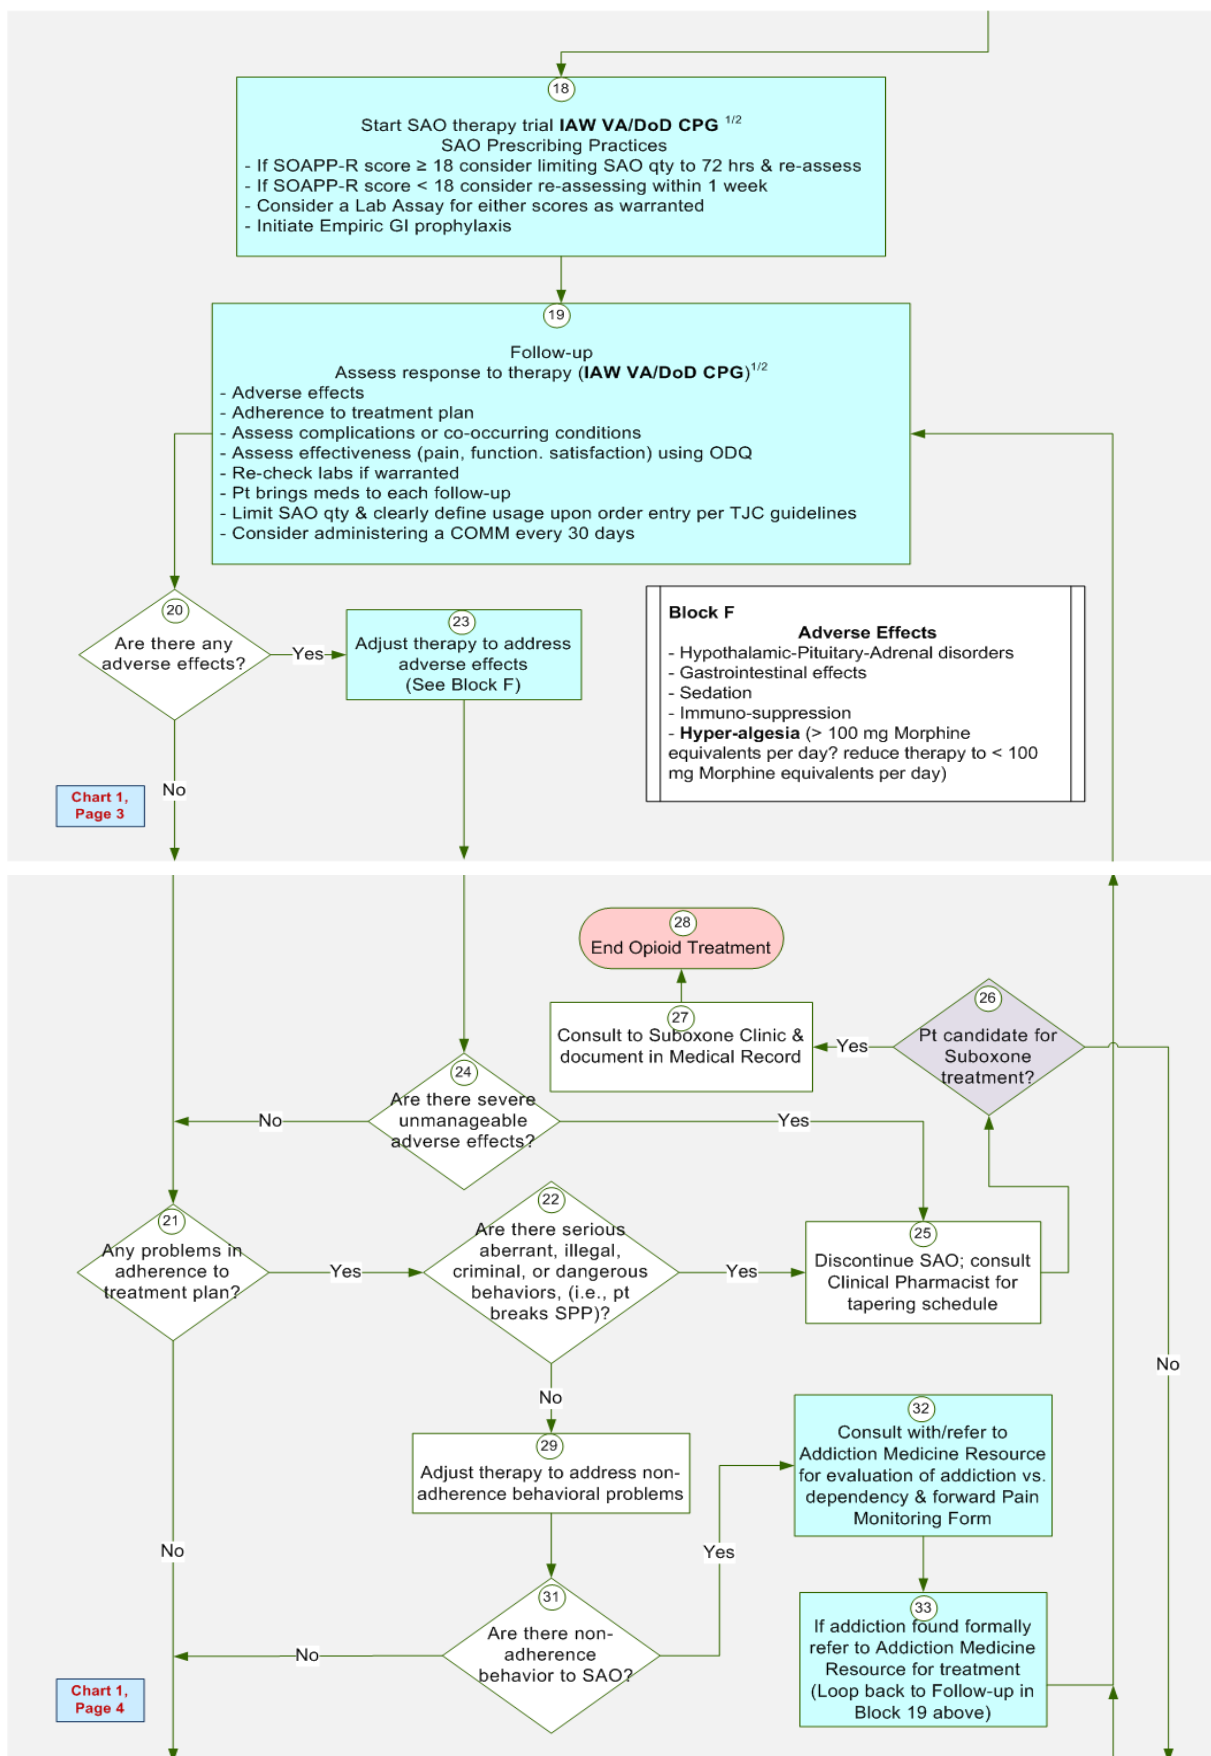 18
Start SAO therapy trial IAW VA/DoD CPG 1/2
SAO Prescribing Practices
- If SOAPP-R score ≥ 18 consider limiting SAO qty to 72 hrs & re-assess
- If SOAPP-R score < 18 consider re-assessing within 1 week
- Consider a Lab Assay for either scores as warranted
- Initiate Empiric GI prophylaxis
19
Follow-up
Assess response to therapy (IAW VA/DoD CPG)1/2
- Adverse effects
- Adherence to treatment plan
- Assess complications or co-occurring conditions
- Assess effectiveness (pain, function. satisfaction) using ODQ
- Re-check labs if warranted
- Pt brings meds to each follow-up
- Limit SAO qty & clearly define usage upon order entry per TJC guidelines
- Consider administering a COMM every 30 days
20
Are there any
adverse effects?
Yes
23
Adjust therapy to address
adverse effects
(See Block F)
Block F
Adverse Effects
- Hypothalamic-Pituitary-Adrenal disorders
- Gastrointestinal effects
- Sedation
- Immuno-suppression
- Hyper-algesia (> 100 mg Morphine
equivalents per day? reduce therapy to < 100
mg Morphine equivalents per day)
No
Chart 1,
Page 3
28
End Opioid Treatment
27
Consult to Suboxone Clinic &
document in Medical Record
Yes
26
Pt candidate for
Suboxone
treatment?
24
Are there severe
unmanageable
adverse effects?
No
Yes
21
Any problems in
adherence to
treatment plan?
Yes
22
Are there serious
aberrant, illegal,
criminal, or dangerous
behaviors, (i.e., pt
breaks SPP)?
Yes
25
Discontinue SAO; consult
Clinical Pharmacist for
tapering schedule
No
No
29
Adjust therapy to address non-
adherence behavioral problems
32
Consult with/refer to
Addiction Medicine Resource
for evaluation of addiction vs.
dependency & forward Pain
Monitoring Form
No
Yes
31
Are there non-
adherence
behavior to SAO?
No
33
If addiction found formally
refer to Addiction Medicine
Resource for treatment
(Loop back to Follow-up in
Block 19 above)
Chart 1,
Page 4